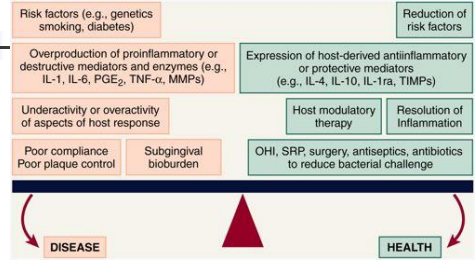 Risk factors (e.g., genetics
smoking, diabetes)
Reduction of
risk factors
Overproduction of proinflammatory or
destructive mediators and enzymes (e.g.,
IL-1, IL-6, PGE₂, TNF-α, MMPs)
Expression of host-derived antiinflammatory
or protective mediators
(e.g., IL-4, IL-10, IL-1ra, TIMPs)
Underactivity or overactivity
of aspects of host response
Host modulatory
therapy
Resolution of
Inflammation
Poor compliance
Poor plaque control
Subgingival
bioburden
OHI, SRP, surgery, antiseptics, antibiotics
to reduce bacterial challenge
DISEASE
HEALTH